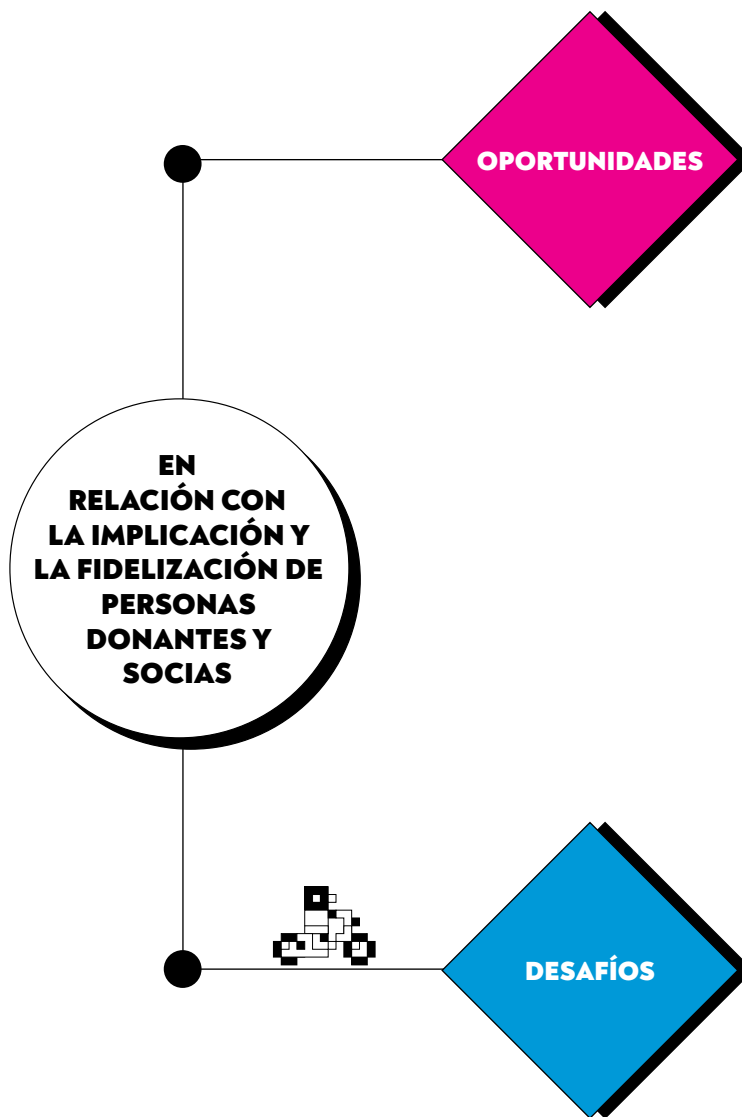 OPORTUNIDADES
EN
RELACIÓN CON
LA IMPLICACIÓN Y
LA FIDELIZACIÓN DE
PERSONAS
DONANTES Y
SOCIAS
DESAFÍOS